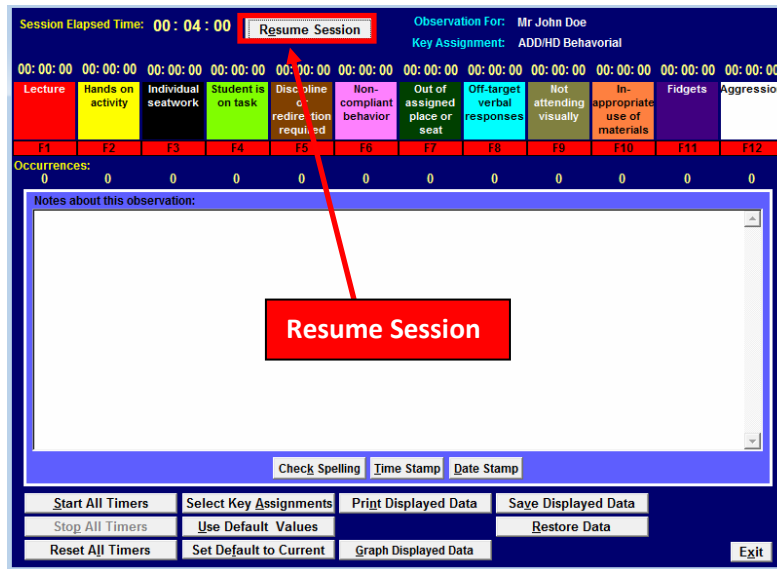 Session Elapsed Time: 00 : 04 : 00 Resume Session Observation For: Mr John Doe
Key Assignment: ADD/HD Behavorial
00: 00: 00 00: 00: 00 00: 00: 00 00: 00: 00 00: 00: 00 00: 00: 00 00: 00: 00 00: 00: 00 00: 00: 00 00: 00: 00 00: 00: 00 00: 00: 00
Lecture
Hands on
activity
Individual
seatwork
Student is
on task
Discipline
or
redirection
required
Non-
compliant
behavior
Out of
assigned
place or
seat
Off-target
verbal
responses
Not
attending
visually
In-
appropriate
use of
materials
Fidgets
Aggression
F1 F2 F3 F4 F5 F6 F7 F8 F9 F10 F11 F12
Occurrences:
0 0 0 0 0 0 0 0 0 0 0 0
Notes about this observation:
Resume Session
Check Spelling Time Stamp Date Stamp
Start All Timers Select Key Assignments Print Displayed Data Save Displayed Data
Stop All Timers Use Default Values Restore Data
Reset All Timers Set Default to Current Graph Displayed Data Exit